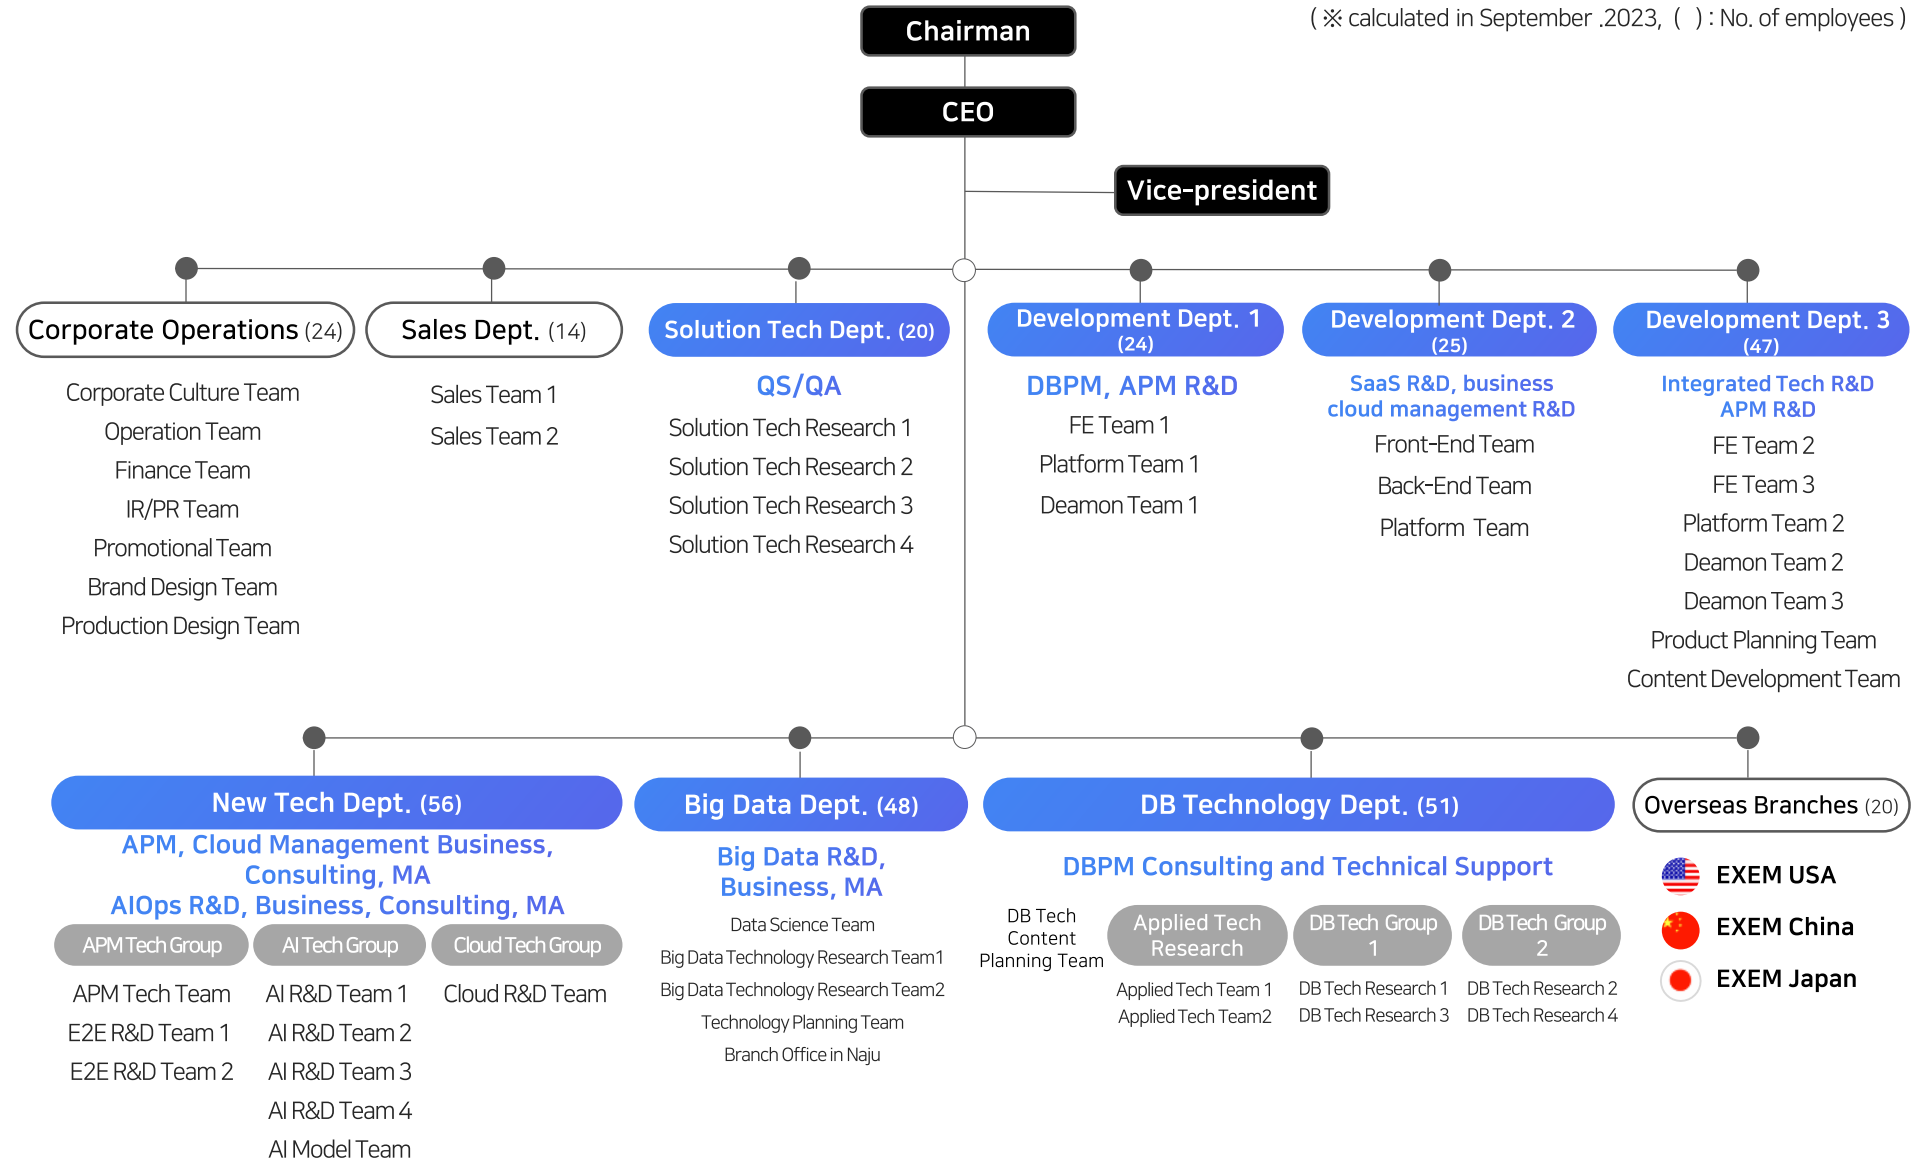 ( ※ calculated in September .2023, ( ) : No. of employees )
Chairman
CEO
Vice-president
Corporate Operations (24)
Corporate Culture Team
Operation Team
Finance Team
IR/PR Team
Promotional Team
Brand Design Team
Production Design Team
Sales Dept. (14)
Sales Team 1
Sales Team 2
Solution Tech Dept. (20)
QS/QA
Solution Tech Research 1
Solution Tech Research 2
Solution Tech Research 3
Solution Tech Research 4
Development Dept. 1
(24)
DBPM, APM R&D
FE Team 1
Platform Team 1
Deamon Team 1
Development Dept. 2
(25)
SaaS R&D, business
cloud management R&D
Front-End Team
Back-End Team
Platform Team
Development Dept. 3
(47)
Integrated Tech R&D
APM R&D
FE Team 2
FE Team 3
Platform Team 2
Deamon Team 2
Deamon Team 3
Product Planning Team
Content Development Team
New Tech Dept. (56)
APM, Cloud Management Business,
Consulting, MA
AIOps R&D, Business, Consulting, MA
APM Tech Group
APM Tech Team
E2E R&D Team 1
E2E R&D Team 2
AI Tech Group
AI R&D Team 1
AI R&D Team 2
AI R&D Team 3
AI R&D Team 4
AI Model Team
Cloud Tech Group
Cloud R&D Team
Big Data Dept. (48)
Big Data R&D,
Business, MA
Data Science Team
Big Data Technology Research Team1
Big Data Technology Research Team2
Technology Planning Team
Branch Office in Naju
DB Technology Dept. (51)
DBPM Consulting and Technical Support
DB Tech
Content
Planning Team
Applied Tech
Research
Applied Tech Team 1
Applied Tech Team2
DB Tech Group
1
DB Tech Research 1
DB Tech Research 3
DB Tech Group
2
DB Tech Research 2
DB Tech Research 4
Overseas Branches (20)
EXEM USA
EXEM China
EXEM Japan